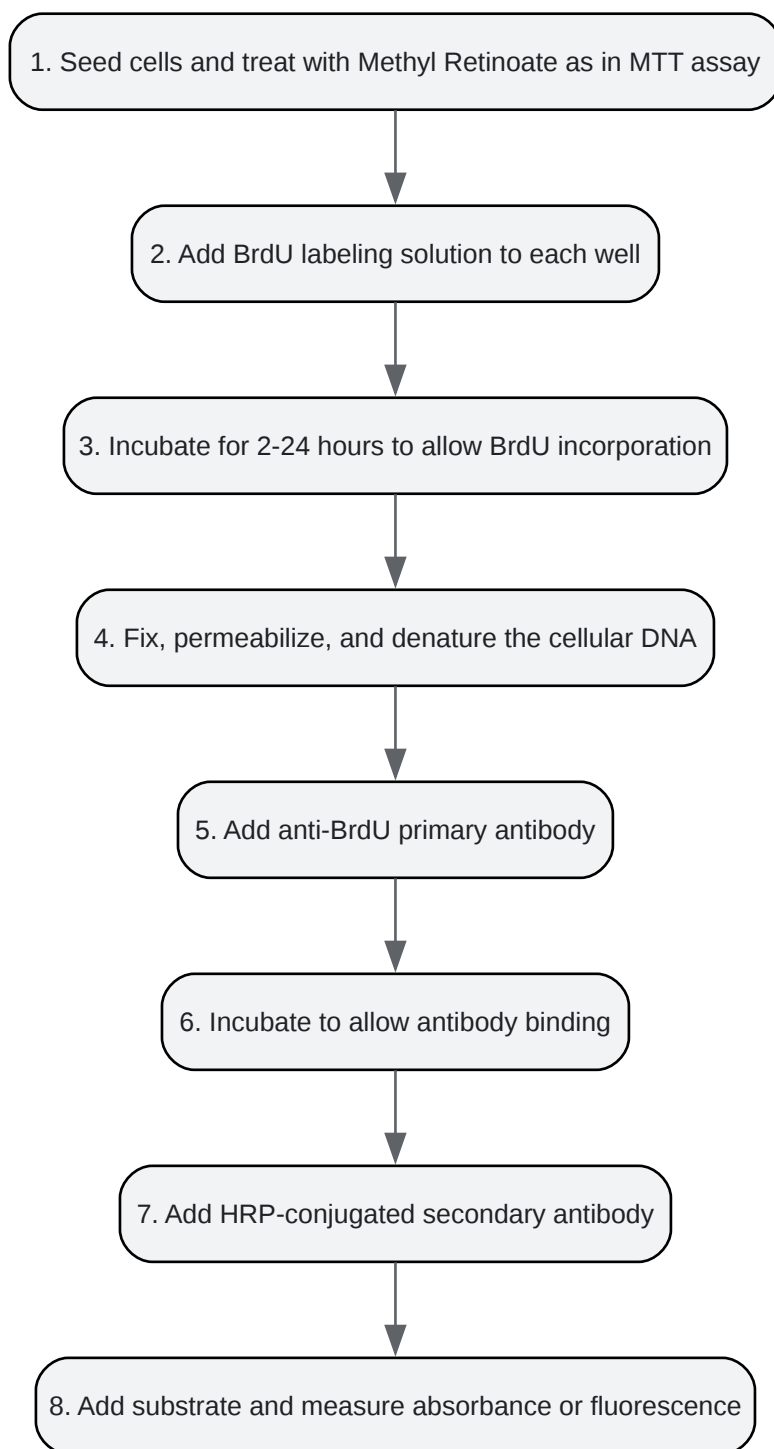 1. Seed cells and treat with Methyl Retinoate as in MTT assay
2. Add BrdU labeling solution to each well
3. Incubate for 2-24 hours to allow BrdU incorporation
4. Fix, permeabilize, and denature the cellular DNA
5. Add anti-BrdU primary antibody
6. Incubate to allow antibody binding
7. Add HRP-conjugated secondary antibody
8. Add substrate and measure absorbance or fluorescence